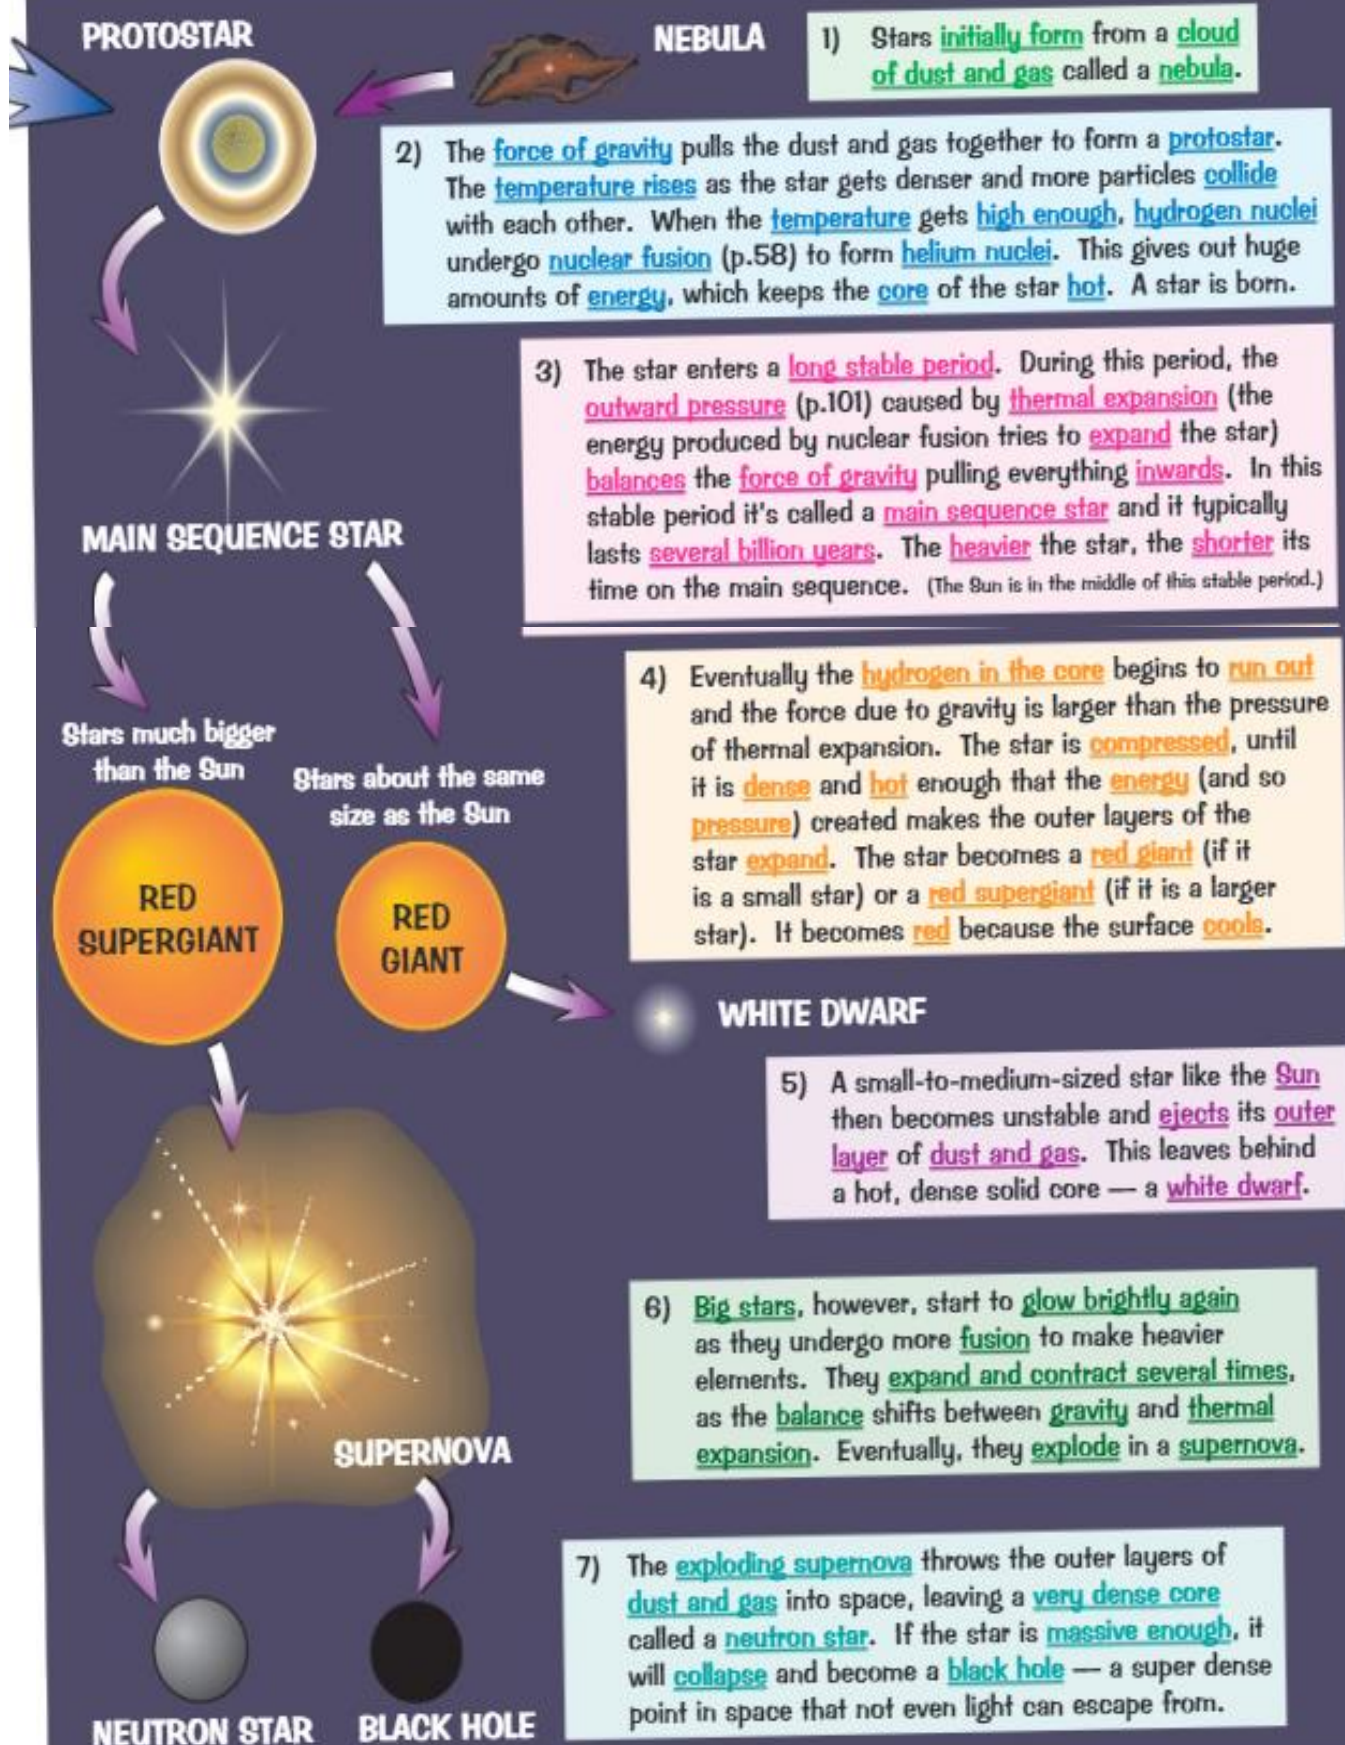 PROTOSTAR
NEBULA
1) Stars initially form from a cloud
of dust and gas called a nebula.
2) The force of gravity pulls the dust and gas together to form a protostar.
The temperature rises as the star gets denser and more particles collide
with each other. When the temperature gets high enough, hydrogen nuclei
undergo nuclear fusion (p.58) to form helium nuclei. This gives out huge
amounts of energy, which keeps the core of the star hot. A star is born.
3) The star enters a long stable period. During this period, the
outward pressure (p.101) caused by thermal expansion (the
energy produced by nuclear fusion tries to expand the star)
balances the force of gravity pulling everything inwards. In this
stable period it's called a main sequence star and it typically
lasts several billion years. The heavier the star, the shorter its
time on the main sequence. (The Sun is in the middle of this stable period.)
MAIN SEQUENCE STAR
4) Eventually the hydrogen in the core begins to run out
and the force due to gravity is larger than the pressure
of thermal expansion. The star is compressed, until
it is dense and hot enough that the energy (and so
pressure) created makes the outer layers of the
star expand. The star becomes a red giant (if it
is a small star) or a red supergiant (if it is a larger
star). It becomes red because the surface cools.
Stars much bigger
than the Sun
Stars about the same
size as the Sun
RED
SUPERGIANT
RED
GIANT
WHITE DWARF
5) A small-to-medium-sized star like the Sun
then becomes unstable and ejects its outer
layer of dust and gas. This leaves behind
a hot, dense solid core — a white dwarf.
6) Big stars, however, start to glow brightly again
as they undergo more fusion to make heavier
elements. They expand and contract several times,
as the balance shifts between gravity and thermal
expansion. Eventually, they explode in a supernova.
SUPERNOVA
7) The exploding supernova throws the outer layers of
dust and gas into space, leaving a very dense core
called a neutron star. If the star is massive enough, it
will collapse and become a black hole — a super dense
point in space that not even light can escape from.
NEUTRON STAR
BLACK HOLE